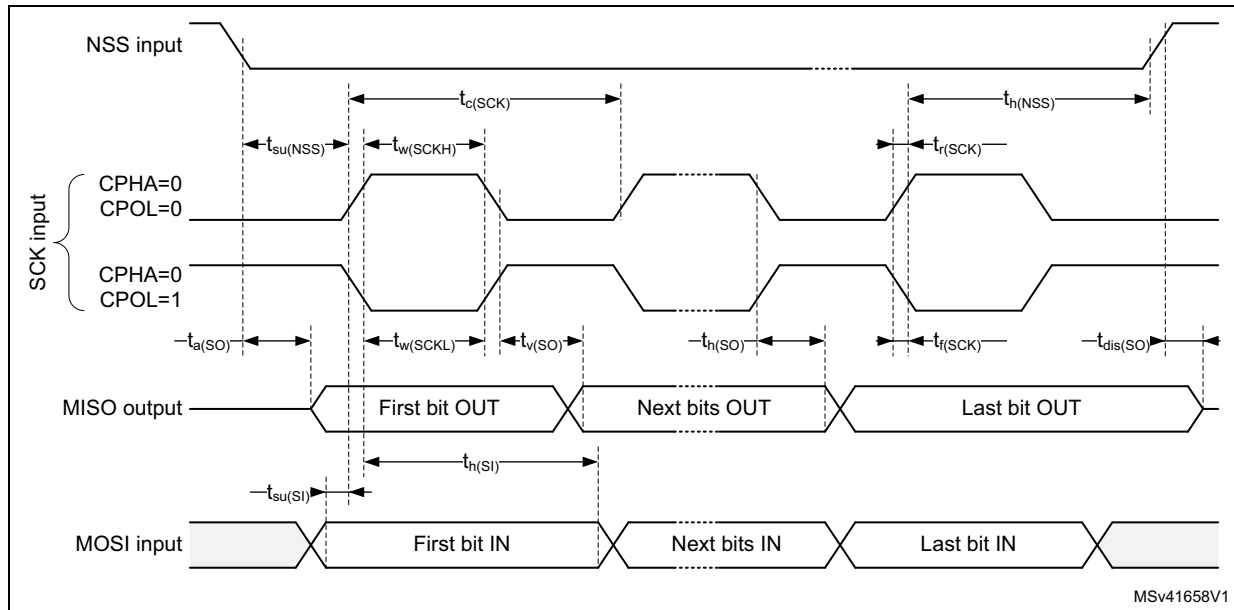 NSS input
tc(SCK)
th(NSS)
tsu(NSS)
tw(SCKH)
tr(SCK)
SCK input
CPHA=0
CPOL=0
CPHA=0
CPOL=1
ta(SO)
tw(SCKL)
tv(SO)
th(SO)
tf(SCK)
tdis(SO)
MISO output
First bit OUT
Next bits OUT
Last bit OUT
th(SI)
tsu(SI)
MOSI input
First bit IN
Next bits IN
Last bit IN
MSv41658V1